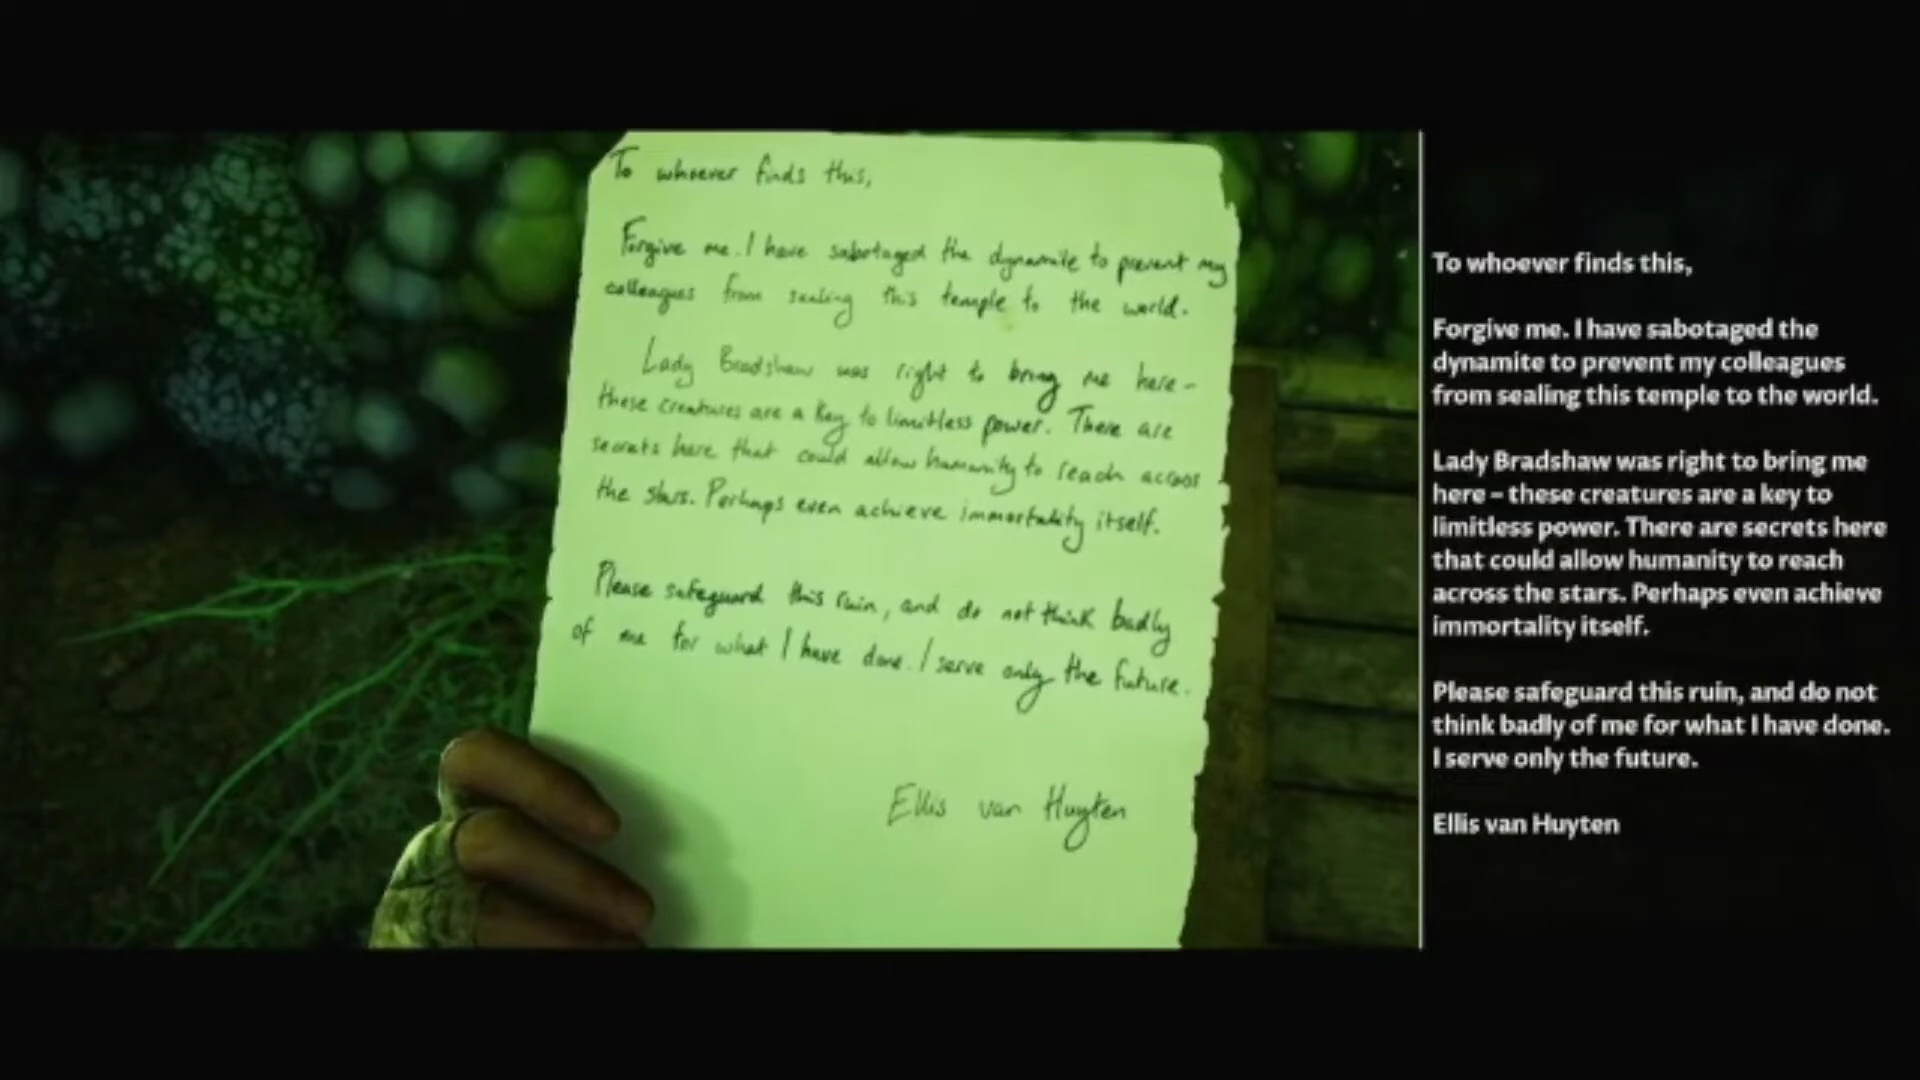 To whoever finds this,
Forgive me. I have sabotaged the dynamite to prevent my
colleagues from sealing this temple to the world.
Lady Bradshaw was right to bring me here -
these creatures are a key to limitless power. There are
secrets here that could allow humanity to reach across
the stars. Perhaps even achieve immortality itself.
Please safeguard this ruin, and do not think badly
of me for what I have done. I serve only the future.
Ellis van Huyten
To whoever finds this,
Forgive me. I have sabotaged the
dynamite to prevent my colleagues
from sealing this temple to the world.
Lady Bradshaw was right to bring me
here – these creatures are a key to
limitless power. There are secrets here
that could allow humanity to reach
across the stars. Perhaps even achieve
immortality itself.
Please safeguard this ruin, and do not
think badly of me for what I have done.
I serve only the future.
Ellis van Huyten